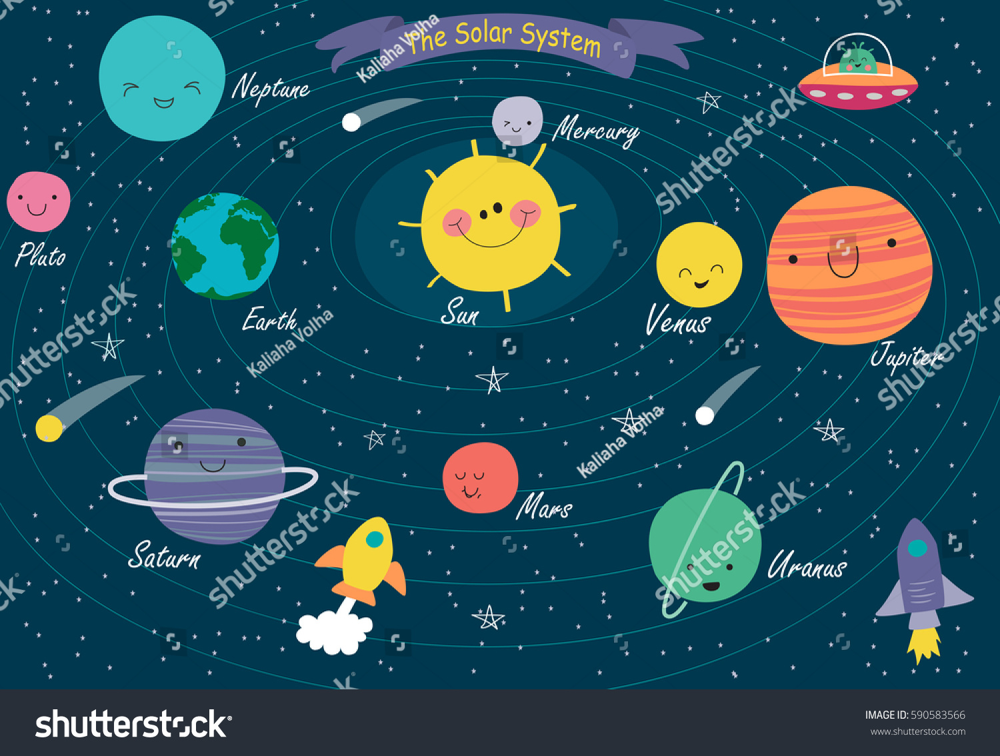 The Solar System
Neptune
Mercury
Pluto
Earth
Sun
Venus
Jupiter
Saturn
Mars
Uranus
Kaliaha Volha
Kaliaha Volha
Kaliaha Volha
shutterstock
shutterstock
shutterstock
shutterstock
shutterstock
shutterstock®
IMAGE ID: 590583566
www.shutterstock.com